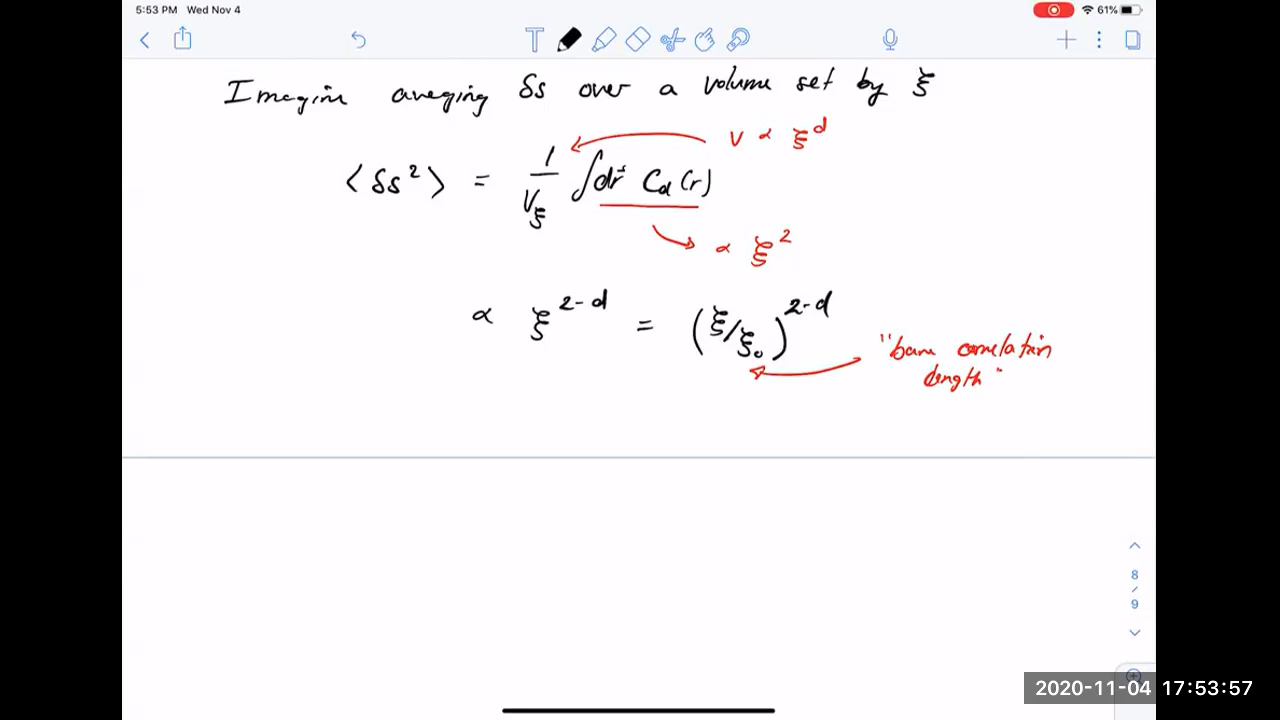 5:53 PM Wed Nov 4
61%
Imagine averaging δs over a volume set by ξ
V ∝ ξ^d
⟨δs²⟩ = 1/V_ξ ∫dr⃗ C_d(r)
∝ ξ²
∝ ξ^(2-d) = (ξ/ξ₀)^(2-d)
"bare correlation
length"
8
/
9
2020-11-04 17:53:57